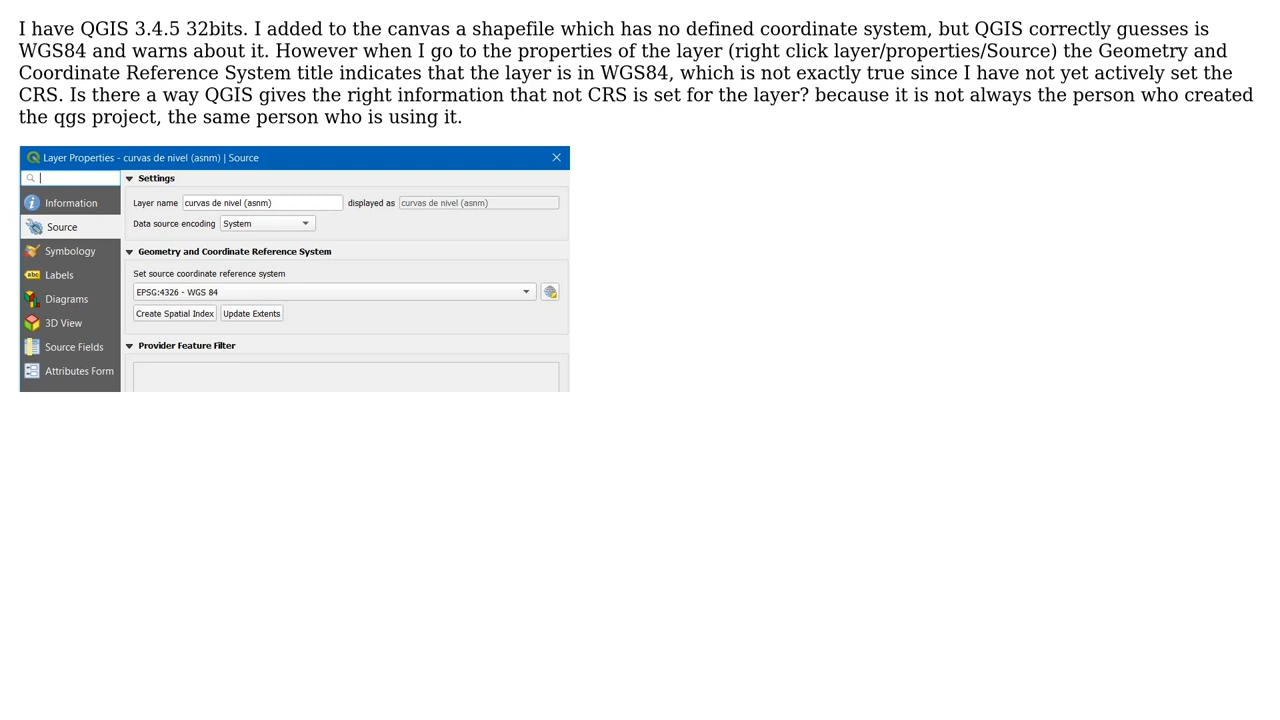 I have QGIS 3.4.5 32bits. I added to the canvas a shapefile which has no defined coordinate system, but QGIS correctly guesses is
WGS84 and warns about it. However when I go to the properties of the layer (right click layer/properties/Source) the Geometry and
Coordinate Reference System title indicates that the layer is in WGS84, which is not exactly true since I have not yet actively set the
CRS. Is there a way QGIS gives the right information that not CRS is set for the layer? because it is not always the person who created
the qgs project, the same person who is using it.
Layer Properties - curvas de nivel (asnm) | Source
Settings
Information
Layer name curvas de nivel (asnm) displayed as curvas de nivel (asnm)
Source
Data source encoding System
Symbology
Geometry and Coordinate Reference System
abc Labels
Set source coordinate reference system
Diagrams
EPSG:4326 - WGS 84
3D View
Create Spatial Index Update Extents
Source Fields
Provider Feature Filter
Attributes Form